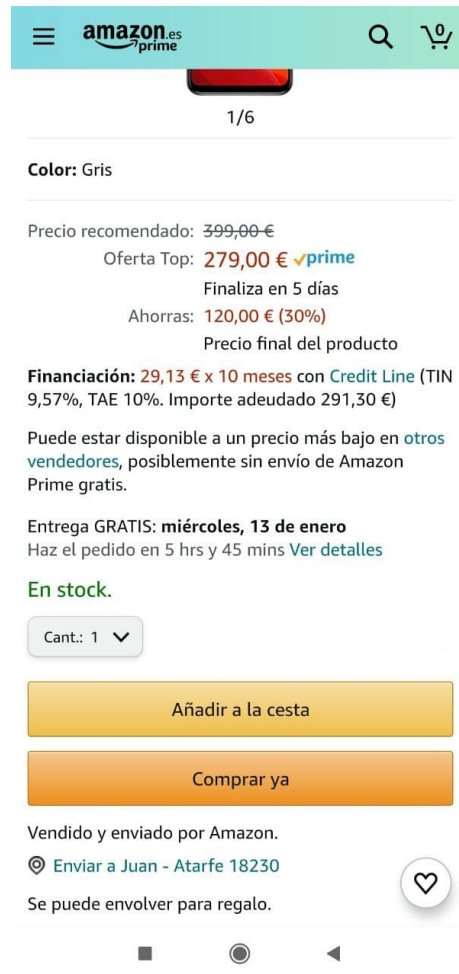 amazon.es
prime
0
1/6
Color: Gris
Precio recomendado: 399,00 €
Oferta Top: 279,00 € prime
Finaliza en 5 días
Ahorras: 120,00 € (30%)
Precio final del producto
Financiación: 29,13 € x 10 meses con Credit Line (TIN
9,57%, TAE 10%. Importe adeudado 291,30 €)
Puede estar disponible a un precio más bajo en otros
vendedores, posiblemente sin envío de Amazon
Prime gratis.
Entrega GRATIS: miércoles, 13 de enero
Haz el pedido en 5 hrs y 45 mins Ver detalles
En stock.
Cant.: 1
Añadir a la cesta
Comprar ya
Vendido y enviado por Amazon.
Enviar a Juan - Atarfe 18230
Se puede envolver para regalo.